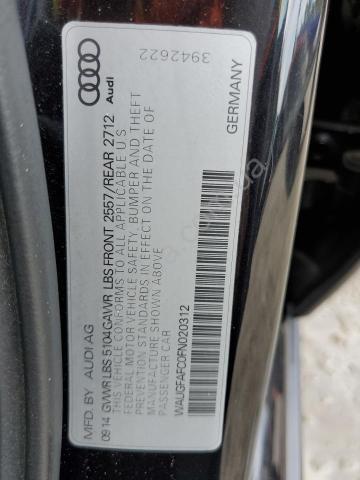 Audi
3942622
MFD. BY AUDI AG
0914 GVWR LBS 5104 GAWR LBS FRONT 2557/REAR 2712
THIS VEHICLE CONFORMS TO ALL APPLICABLE U S
FEDERAL MOTOR VEHICLE SAFETY, BUMPER AND THEFT
PREVENTION STANDARDS IN EFFECT ON THE DATE OF
MANUFACTURE SHOWN ABOVE
PASSENGER CAR
WAUGFAFC0FN020312
GERMANY